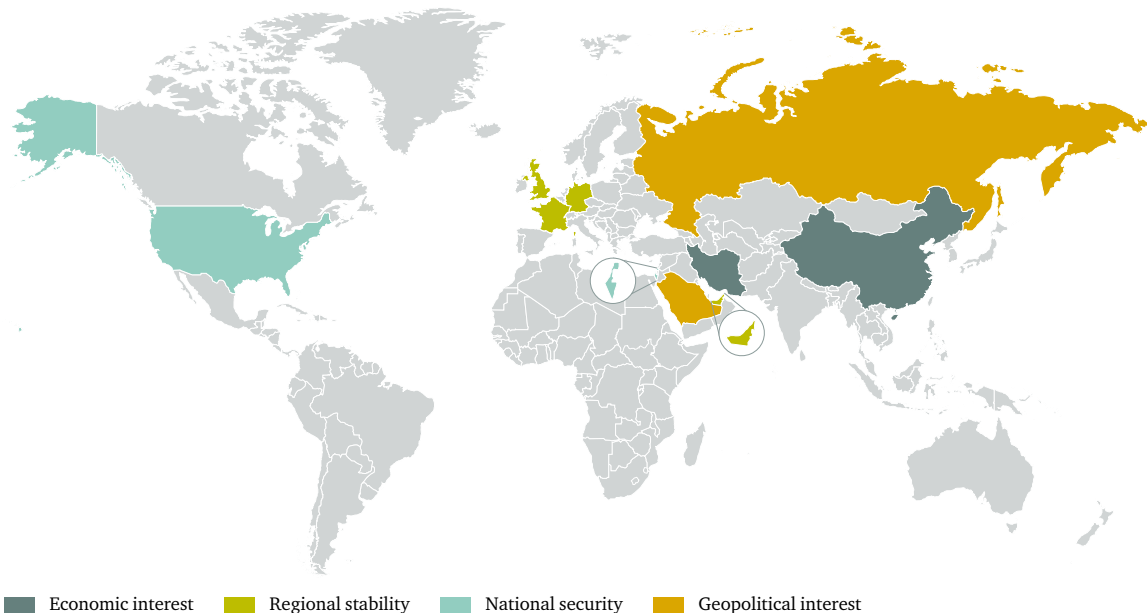 Economic interest
Regional stability
National security
Geopolitical interest